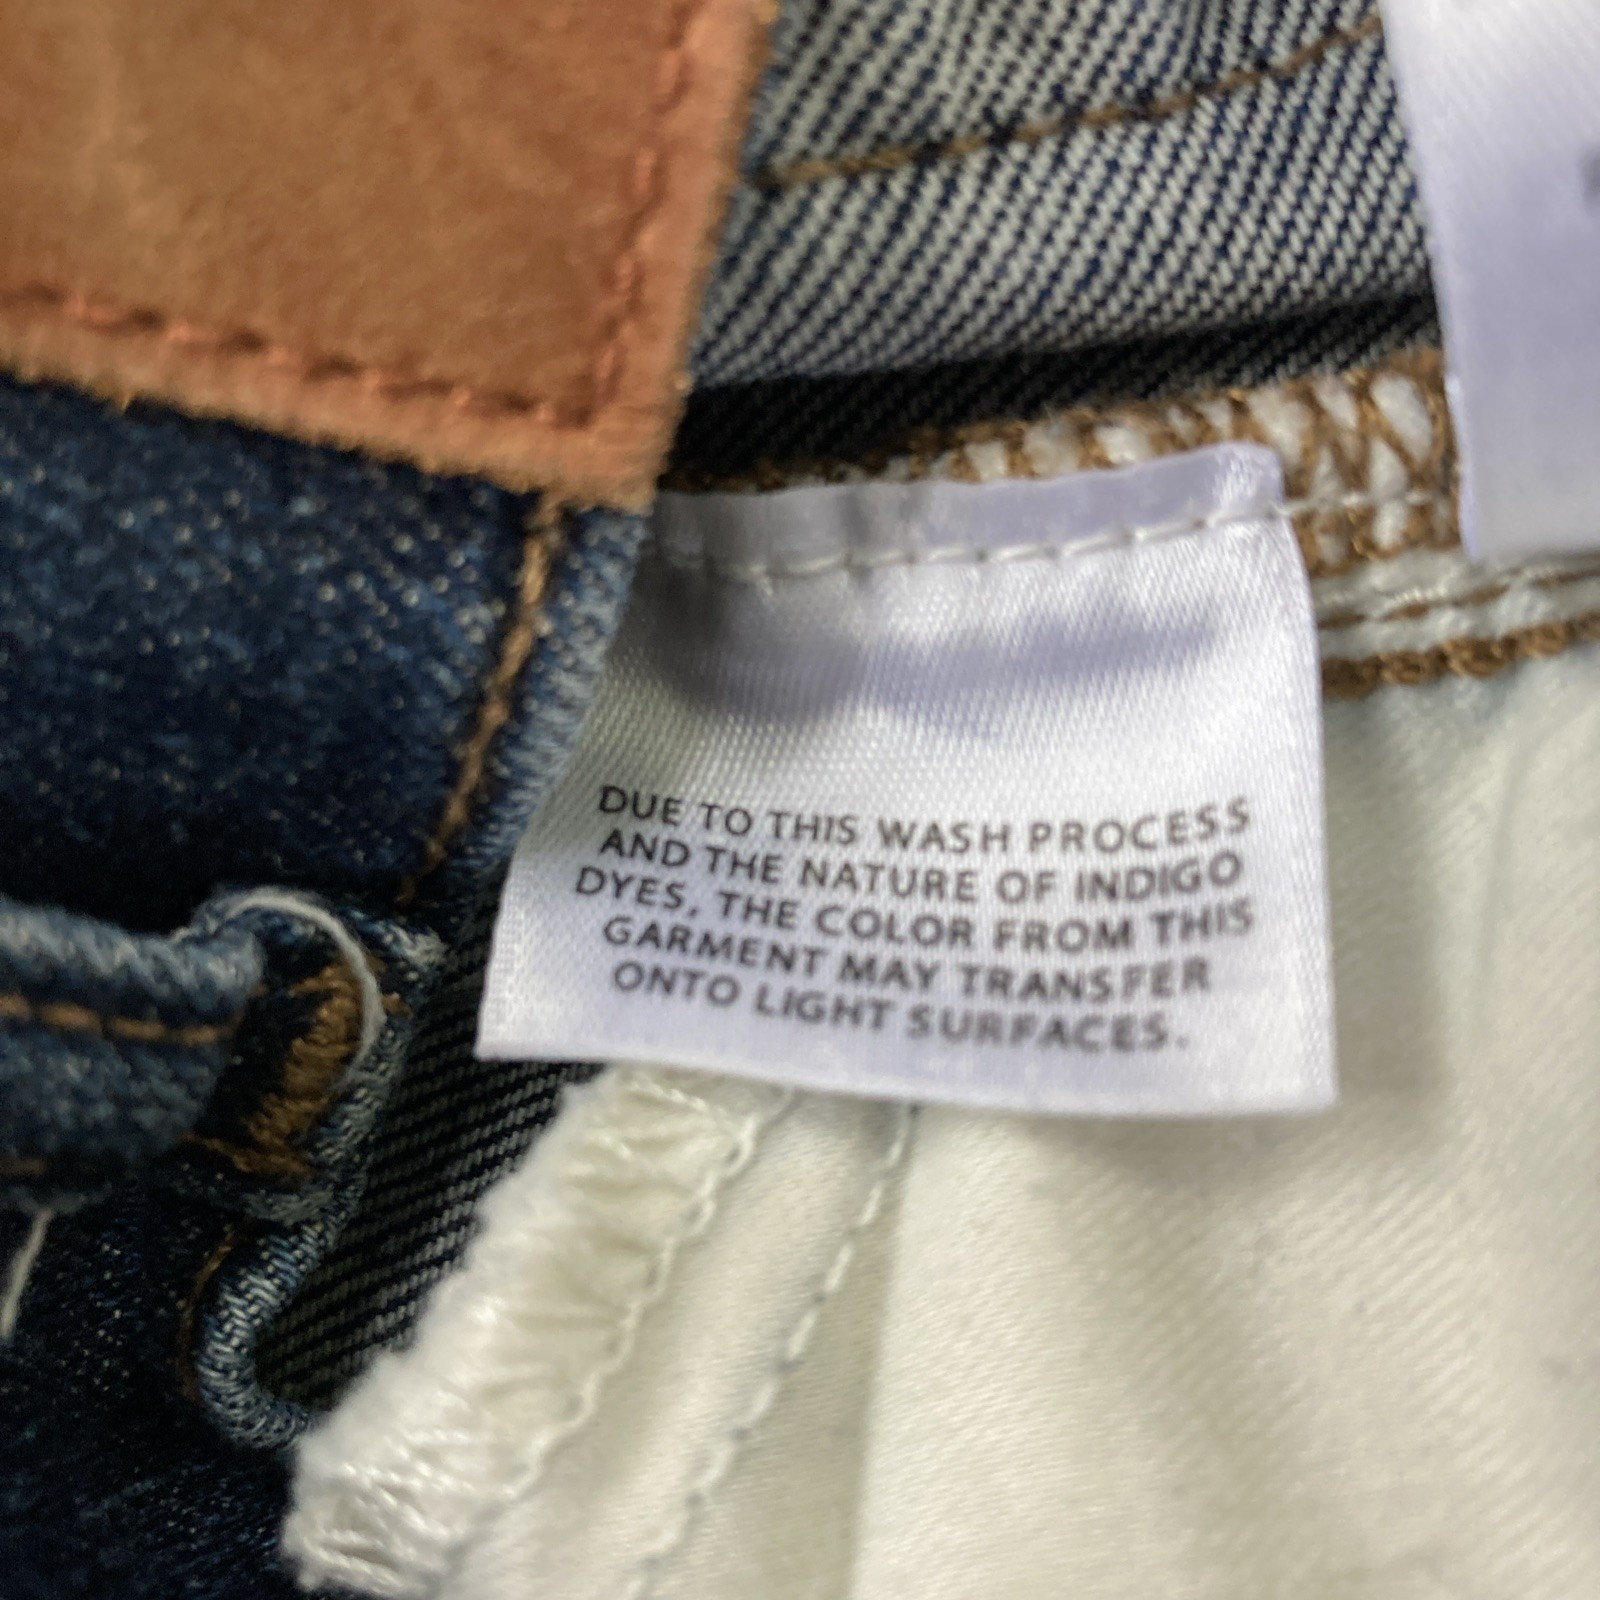 DUE TO THIS WASH PROCESS
AND THE NATURE OF INDIGO
DYES, THE COLOR FROM THIS
GARMENT MAY TRANSFER
ONTO LIGHT SURFACES.